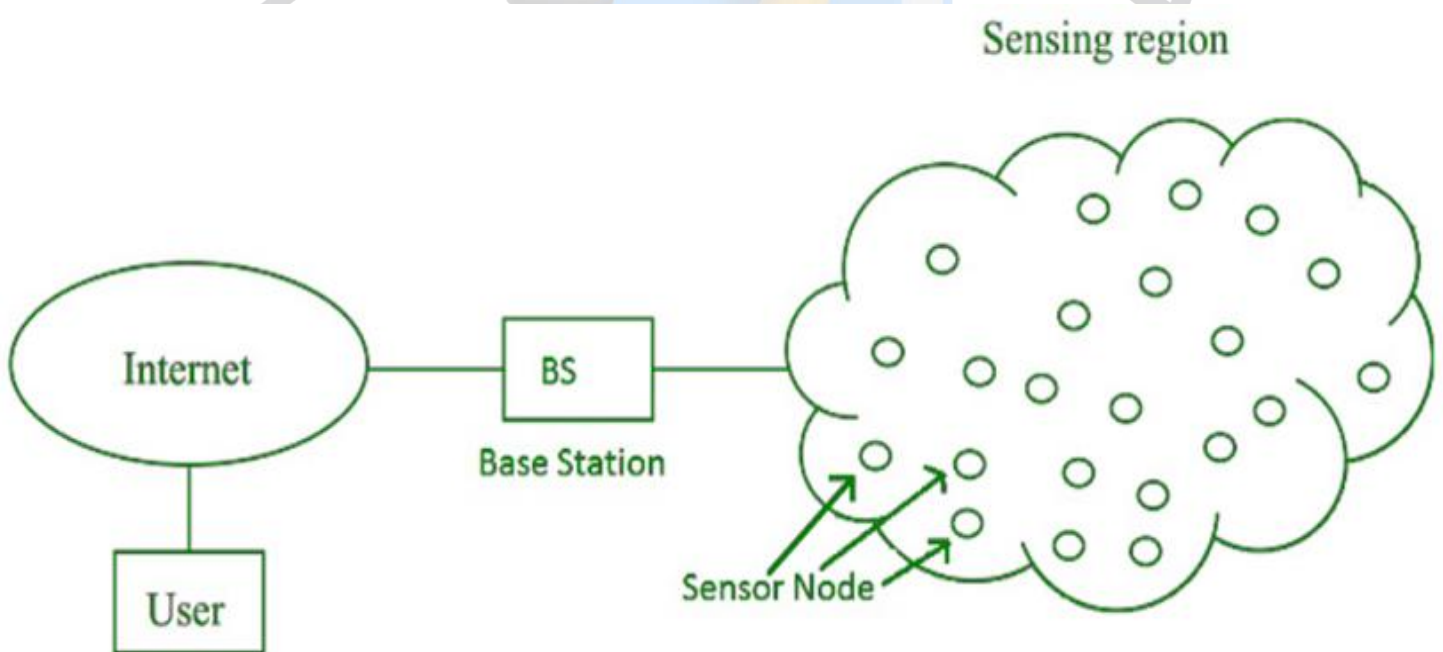 Sensing region
Internet
BS
Base Station
Sensor Node
User